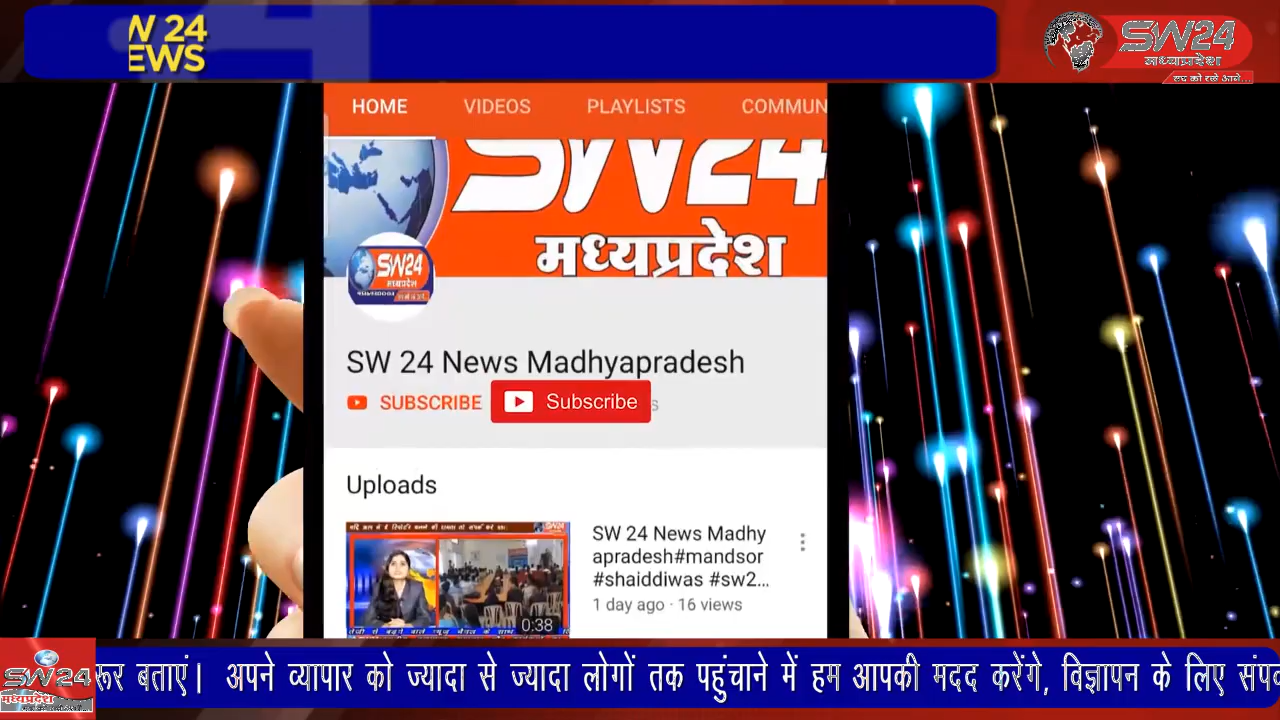 W 24
EWS
SW24
मध्यप्रदेश
HOME VIDEOS PLAYLISTS COMMUN
SW24
मध्यप्रदेश
SW24
SW 24 News Madhyapradesh
SUBSCRIBE
Subscribe
s
Uploads
SW 24 News Madhy
apradesh#mandsor
#shaiddiwas #sw2...
1 day ago · 16 views
0:38
SW24
मध्यप्रदेश
रूर बताएं। अपने व्यापार को ज्यादा से ज्यादा लोगों तक पहुंचाने में हम आपकी मदद करेंगे, विज्ञापन के लिए संपर्